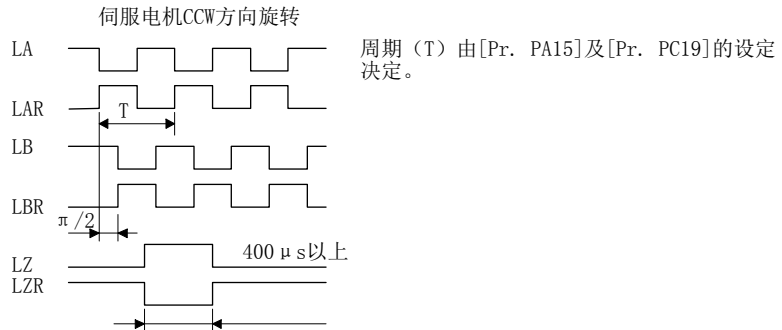 伺服电机CCW方向旋转
LA
周期（T）由[Pr. PA15]及[Pr. PC19]的设定
决定。
LAR
T
LB
LBR
π/2
LZ
400μs以上
LZR